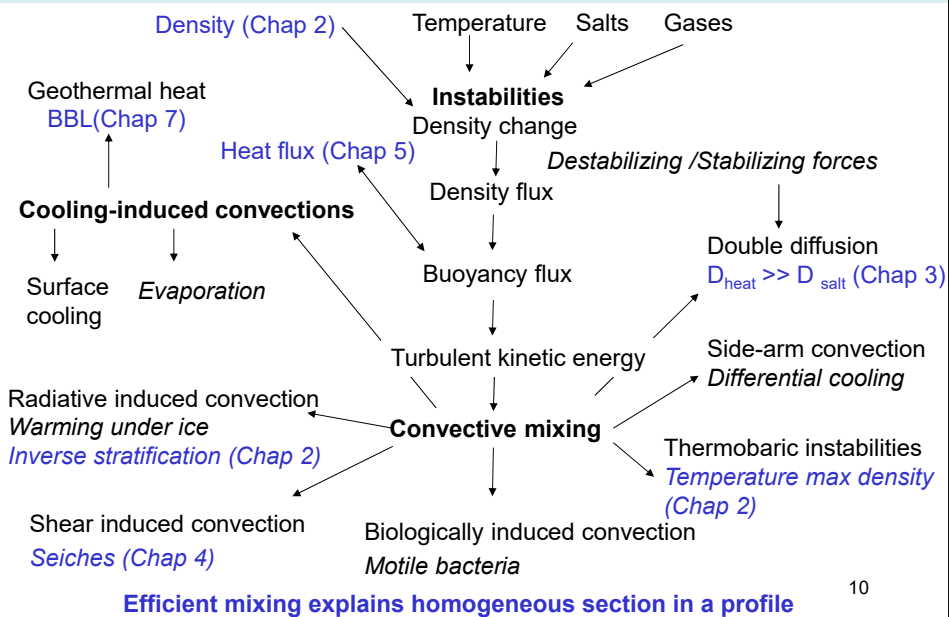 Density (Chap 2)
Temperature
Salts
Gases
Instabilities
Density change
Geothermal heat
BBL(Chap 7)
Heat flux (Chap 5)
Destabilizing /Stabilizing forces
Density flux
Cooling-induced convections
Double diffusion
D heat >> D salt (Chap 3)
Buoyancy flux
Surface
cooling
Evaporation
Turbulent kinetic energy
Side-arm convection
Differential cooling
Radiative induced convection
Warming under ice
Inverse stratification (Chap 2)
Convective mixing
Thermobaric instabilities
Temperature max density
(Chap 2)
Shear induced convection
Seiches (Chap 4)
Biologically induced convection
Motile bacteria
10
Efficient mixing explains homogeneous section in a profile